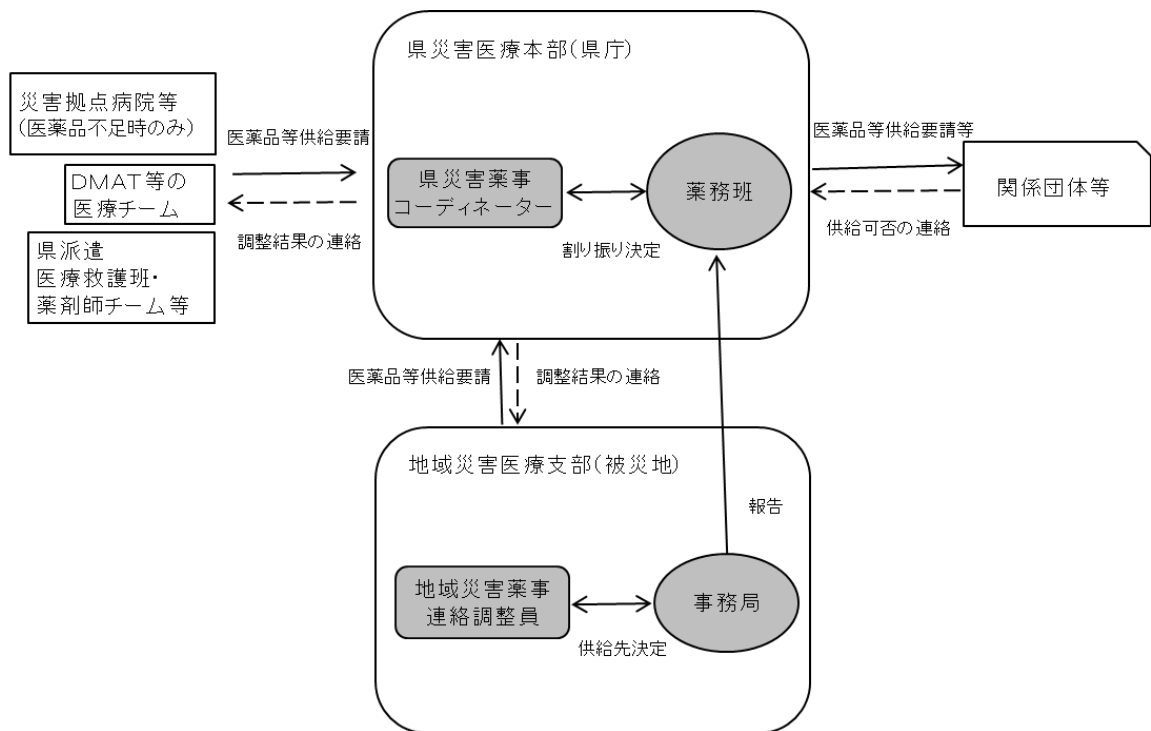 県災害医療本部(県庁)
災害拠点病院等
(医薬品不足時のみ)
医薬品等供給要請
DMAT等の
医療チーム
調整結果の連絡
県派遣
医療救護班・
薬剤師チーム等
県災害薬事
コーディネーター
薬務班
割り振り決定
医薬品等供給要請等
関係団体等
供給可否の連絡
医薬品等供給要請
調整結果の連絡
地域災害医療支部(被災地)
報告
地域災害薬事
連絡調整員
事務局
供給先決定